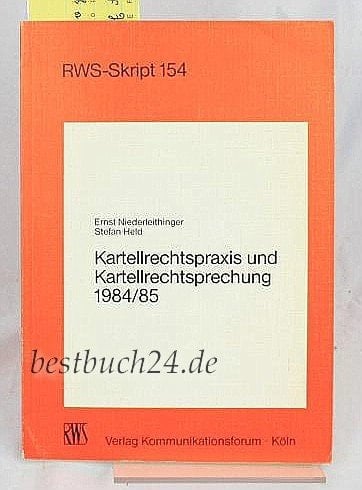 RWS-Skript 154
Ernst Niederleithinger
Stefan Held
Kartellrechtspraxis und
Kartellrechtsprechung
1984/85
bestbuch24.de
RWS Verlag Kommunikationsforum · Köln